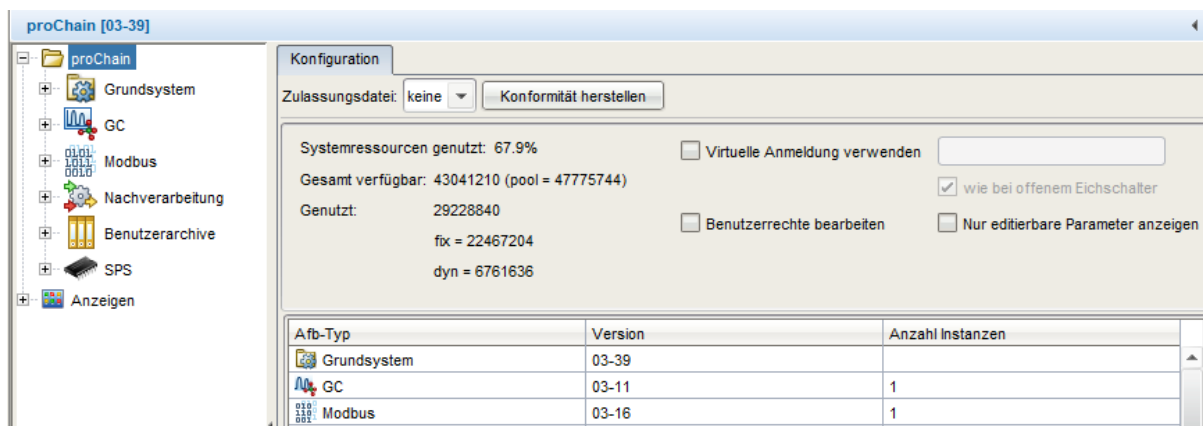 proChain [03-39]
proChain
Grundsystem
GC
Modbus
Nachverarbeitung
Benutzerarchive
SPS
Anzeigen
Konfiguration
Zulassungsdatei: keine Konformität herstellen
Systemressourcen genutzt: 67.9%
Virtuelle Anmeldung verwenden
Gesamt verfügbar: 43041210 (pool = 47775744)
wie bei offenem Eichschalter
Genutzt: 29228840
Benutzerrechte bearbeiten Nur editierbare Parameter anzeigen
fix = 22467204
dyn = 6761636
Afb-Typ Version Anzahl Instanzen
Grundsystem 03-39
GC 03-11 1
Modbus 03-16 1